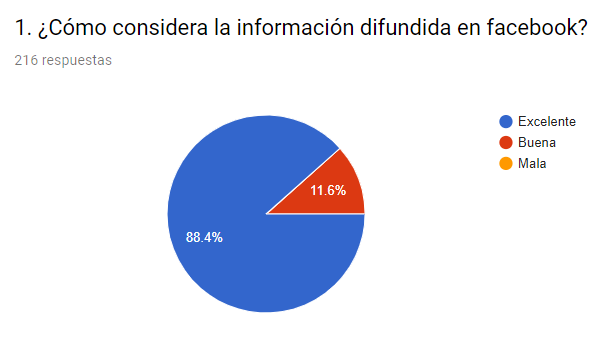 1. ¿Cómo considera la información difundida en facebook?
216 respuestas
Excelente
Buena
Mala
11.6%
88.4%